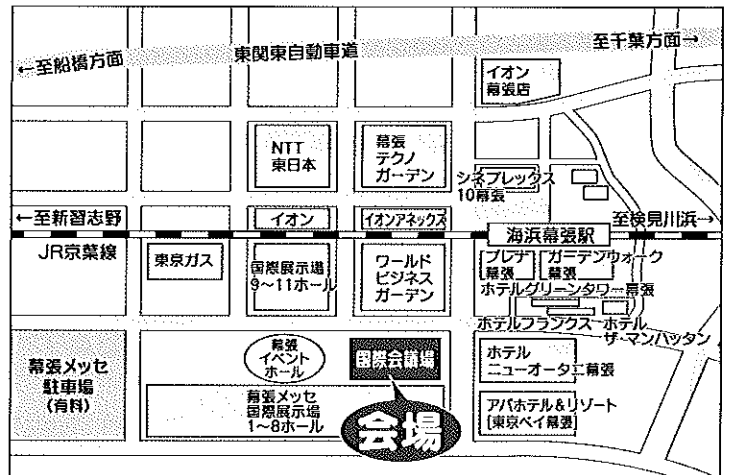 ←至船橋方面
東関東自動車道
至千葉方面→
イオン
幕張店
NTT
東日本
幕張
テクノ
ガーデン
シネプレックス
10幕張
←至新習志野
イオン
イオンアネックス
至検見川浜→
海浜幕張駅
JR京葉線
東京ガス
国際展示場
9〜11ホール
ワールド
ビジネス
ガーデン
プレナ
幕張
ガーデンウォーク
幕張
ホテルグリーンタワー幕張
ホテルフランクス
ホテル
ザ・マンハッタン
幕張メッセ
駐車場
(有料)
幕張
イベント
ホール
国際会議場
ホテル
ニューオータニ幕張
幕張メッセ
国際展示場
1〜8ホール
会場
アパホテル&リゾート
[東京ベイ幕張]